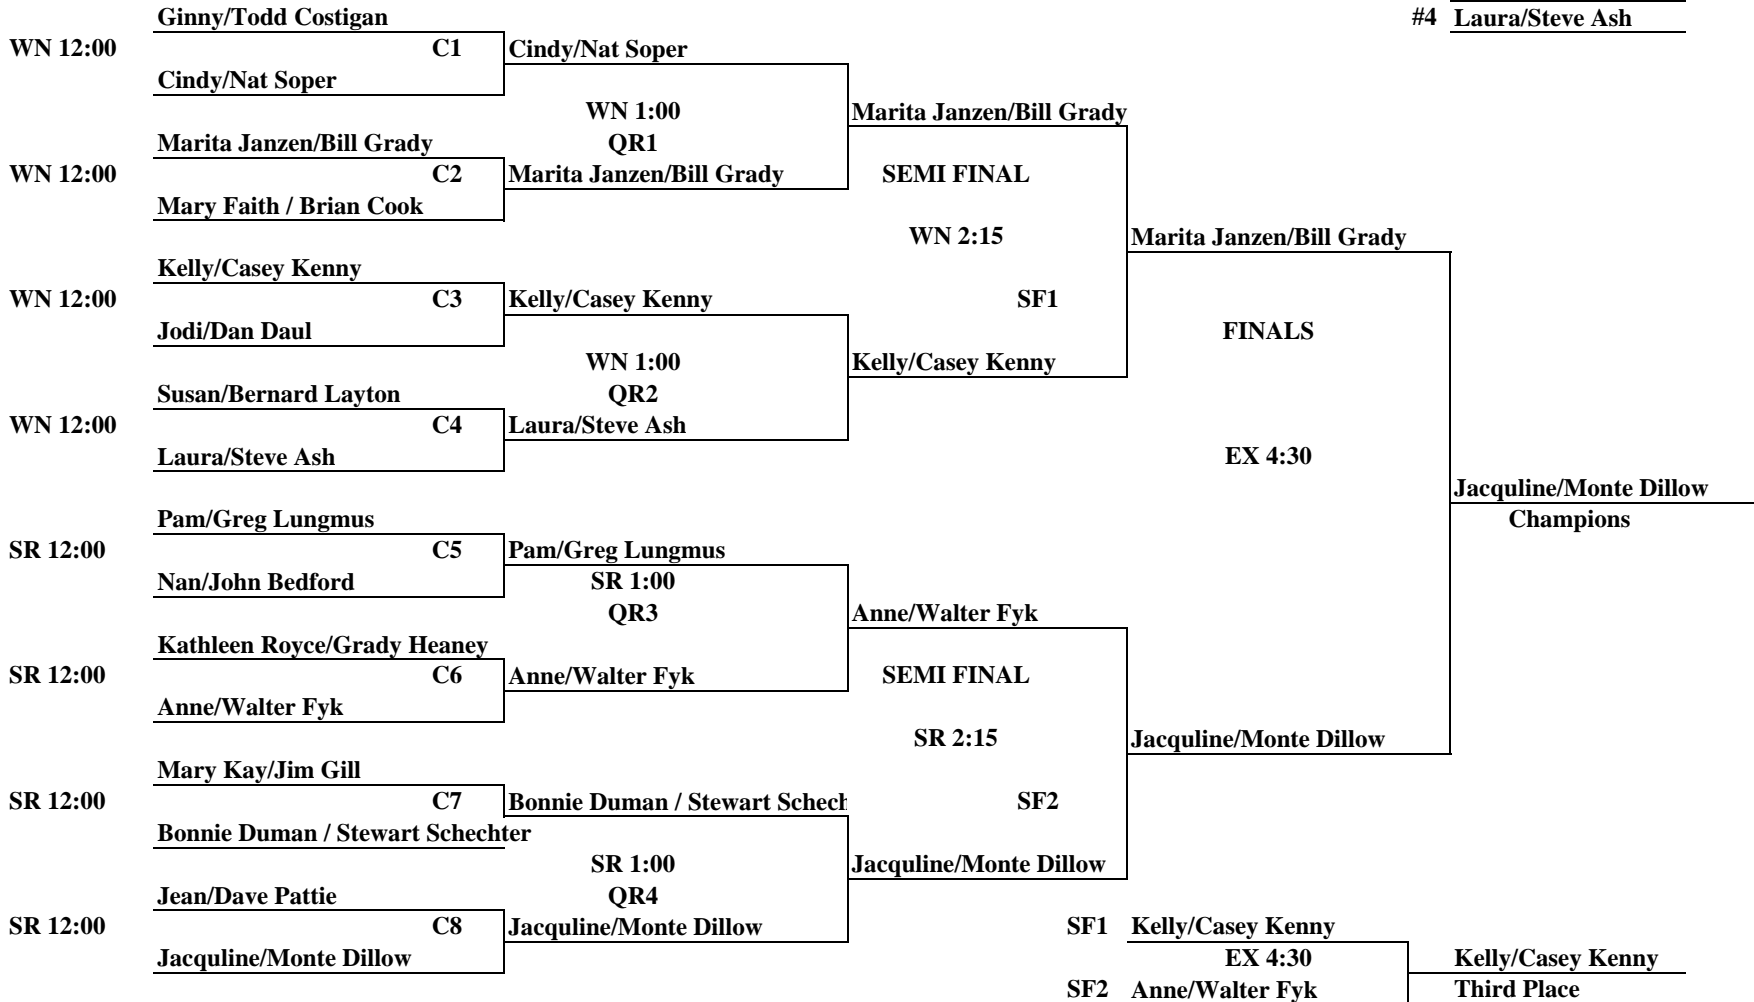 Ginny/Todd Costigan
#4 Laura/Steve Ash
WN 12:00 C1 Cindy/Nat Soper
Cindy/Nat Soper
WN 1:00 Marita Janzen/Bill Grady
Marita Janzen/Bill Grady QR1
WN 12:00 C2 Marita Janzen/Bill Grady SEMI FINAL
Mary Faith / Brian Cook
WN 2:15 Marita Janzen/Bill Grady
Kelly/Casey Kenny
WN 12:00 C3 Kelly/Casey Kenny SF1
Jodi/Dan Daul FINALS
WN 1:00 Kelly/Casey Kenny
Susan/Bernard Layton QR2
WN 12:00 C4 Laura/Steve Ash
Laura/Steve Ash EX 4:30
Jacquline/Monte Dillow
Pam/Greg Lungmus Champions
SR 12:00 C5 Pam/Greg Lungmus
Nan/John Bedford SR 1:00
QR3 Anne/Walter Fyk
Kathleen Royce/Grady Heaney
SR 12:00 C6 Anne/Walter Fyk SEMI FINAL
Anne/Walter Fyk
SR 2:15 Jacquline/Monte Dillow
Mary Kay/Jim Gill
SR 12:00 C7 Bonnie Duman / Stewart Schech SF2
Bonnie Duman / Stewart Schechter
SR 1:00 Jacquline/Monte Dillow
Jean/Dave Pattie QR4
SR 12:00 C8 Jacquline/Monte Dillow SF1 Kelly/Casey Kenny
Jacquline/Monte Dillow EX 4:30 Kelly/Casey Kenny
SF2 Anne/Walter Fyk Third Place